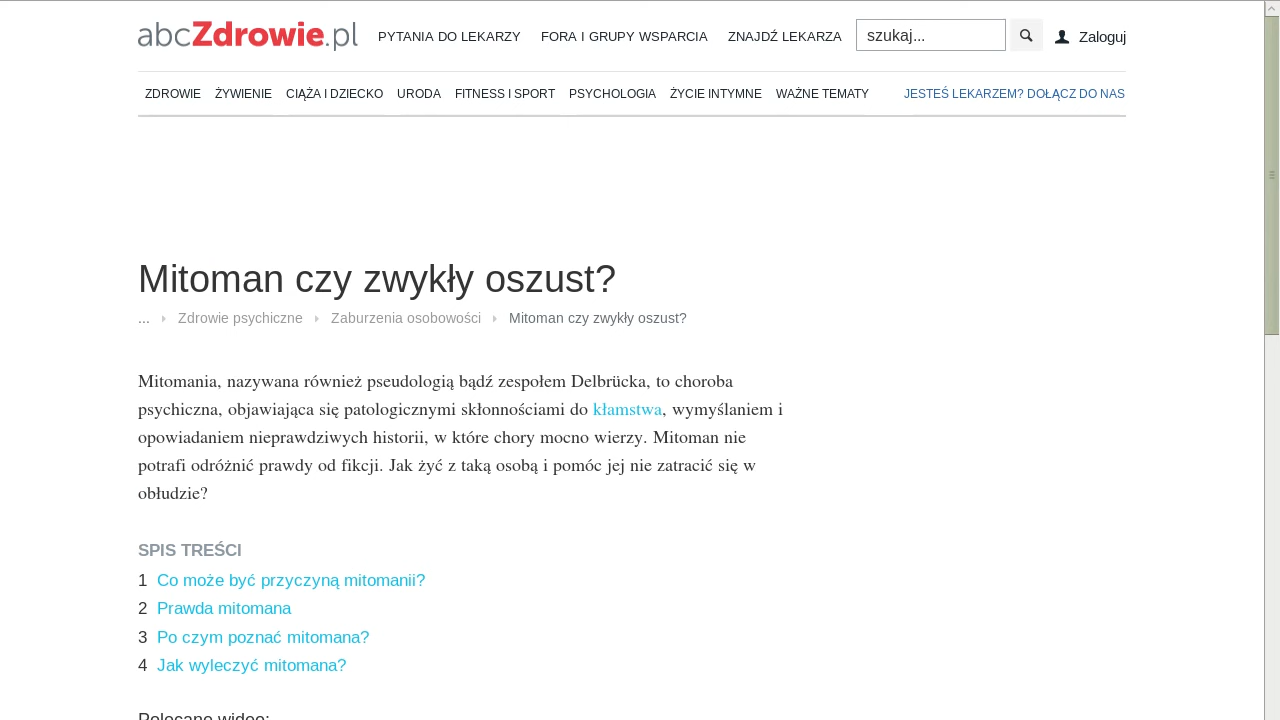 abcZdrowie.pl PYTANIA DO LEKARZY FORA I GRUPY WSPARCIA ZNAJDŹ LEKARZA szukaj... Zaloguj
ZDROWIE ŻYWIENIE CIĄŻA I DZIECKO URODA FITNESS I SPORT PSYCHOLOGIA ŻYCIE INTYMNE WAŻNE TEMATY JESTEŚ LEKARZEM? DOŁĄCZ DO NAS
Mitoman czy zwykły oszust?
... Zdrowie psychiczne Zaburzenia osobowości Mitoman czy zwykły oszust?
Mitomania, nazywana również pseudologią bądź zespołem Delbrücka, to choroba
psychiczna, objawiająca się patologicznymi skłonnościami do kłamstwa, wymyślaniem i
opowiadaniem nieprawdziwych historii, w które chory mocno wierzy. Mitoman nie
potrafi odróżnić prawdy od fikcji. Jak żyć z taką osobą i pomóc jej nie zatracić się w
obłudzie?
SPIS TREŚCI
1 Co może być przyczyną mitomanii?
2 Prawda mitomana
3 Po czym poznać mitomana?
4 Jak wyleczyć mitomana?
Polecane wideo: